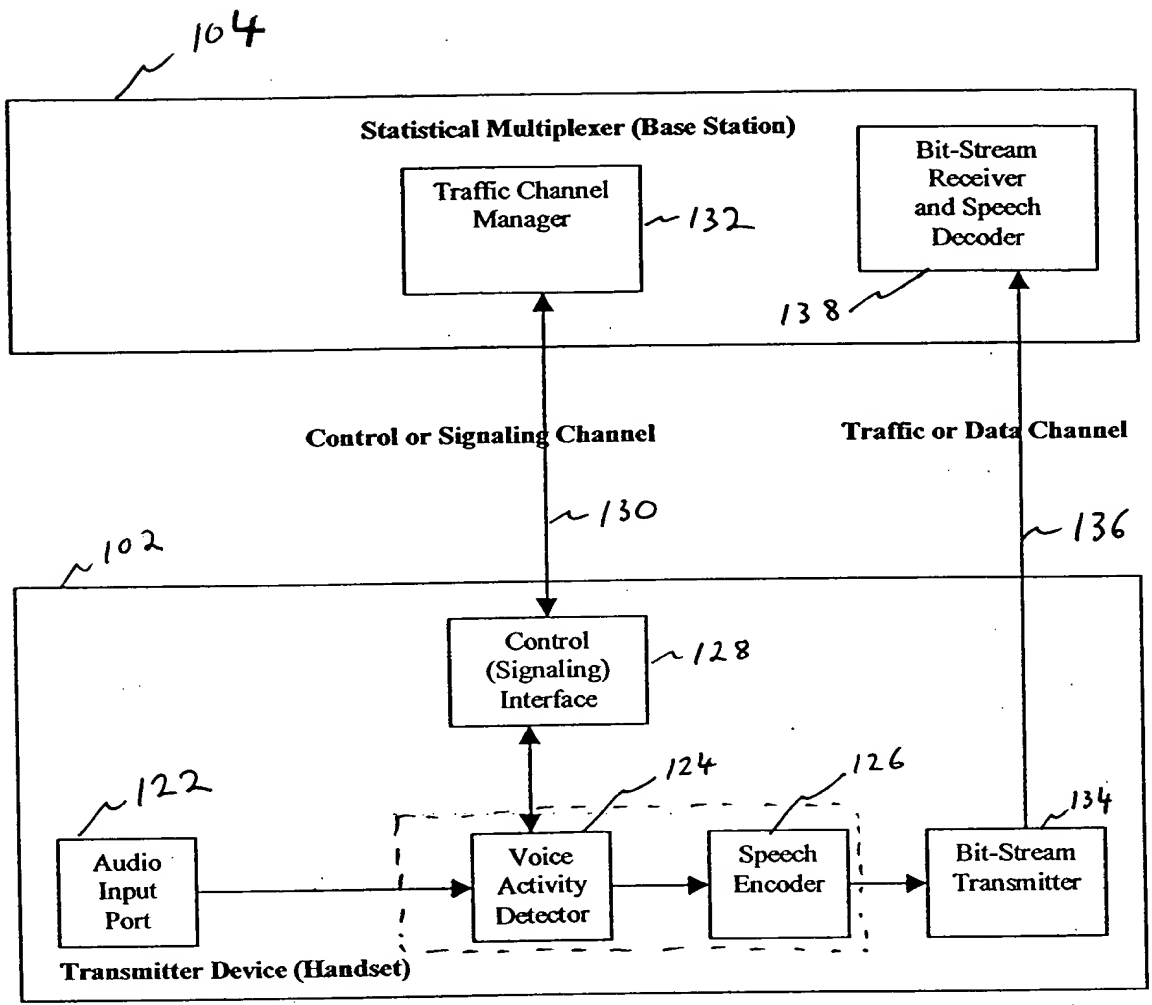 104
Statistical Multiplexer (Base Station)
Traffic Channel
Manager
132
Bit-Stream
Receiver
and Speech
Decoder
138
Control or Signaling Channel
Traffic or Data Channel
130
136
102
Control
(Signaling)
Interface
128
122
124
126
134
Audio
Input
Port
Voice
Activity
Detector
Speech
Encoder
Bit-Stream
Transmitter
Transmitter Device (Handset)